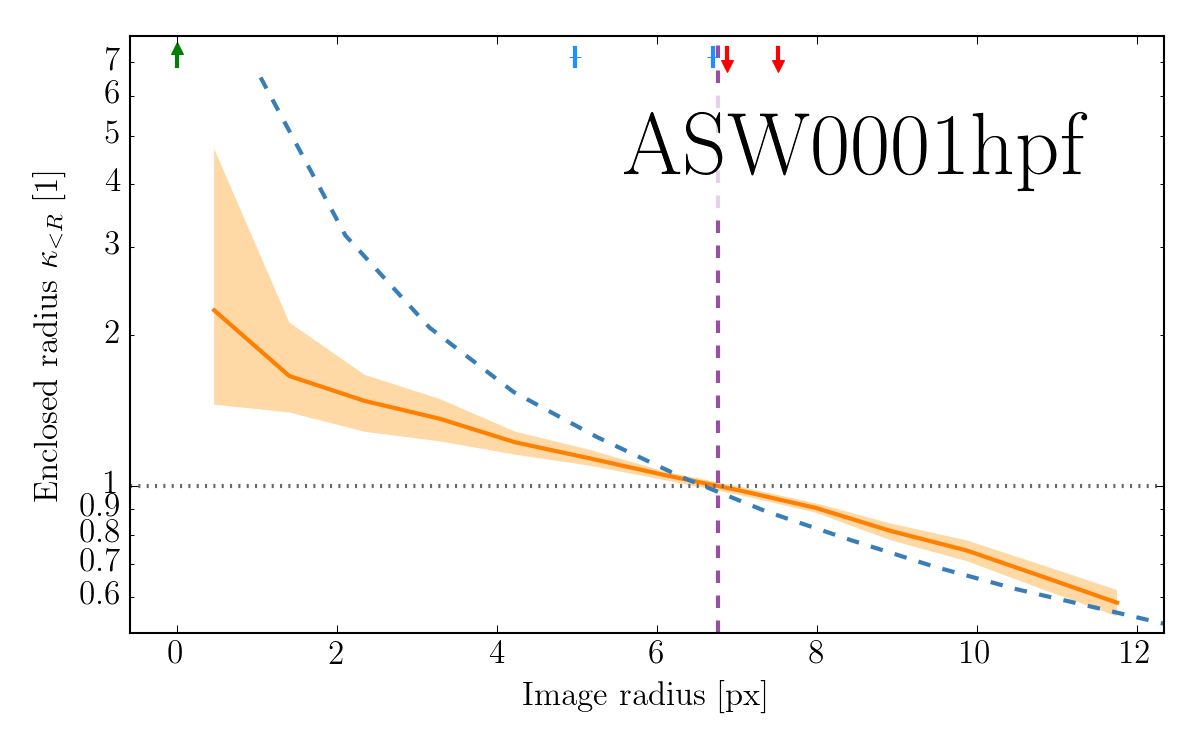 ASW0001hpf
Enclosed radius κ<R [1]
7
6
5
4
3
2
1
0.9
0.8
0.7
0.6
0 2 4 6 8 10 12
Image radius [px]